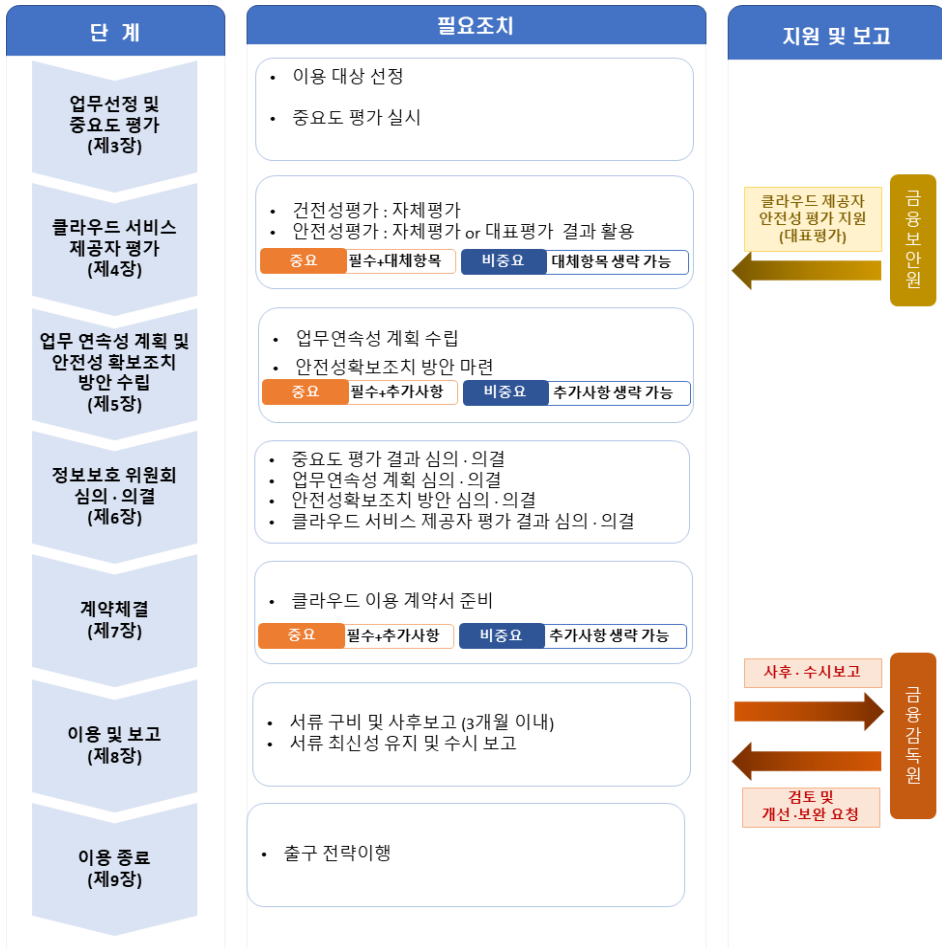 단 계
필요조치
지원 및 보고
업무선정 및
중요도 평가
(제3장)
• 이용 대상 선정
• 중요도 평가 실시
클라우드 서비스
제공자 평가
(제4장)
• 건전성평가 : 자체평가
• 안전성평가 : 자체평가 or 대표평가 결과 활용
중요 필수+대체항목 비중요 대체항목 생략 가능
클라우드 제공자
안전성 평가 지원
(대표평가)
금융보안원
업무 연속성 계획 및
안전성 확보조치
방안 수립
(제5장)
• 업무연속성 계획 수립
• 안전성확보조치 방안 마련
중요 필수+추가사항 비중요 추가사항 생략 가능
정보보호 위원회
심의 · 의결
(제6장)
• 중요도 평가 결과 심의 · 의결
• 업무연속성 계획 심의 · 의결
• 안전성확보조치 방안 심의 · 의결
• 클라우드 서비스 제공자 평가 결과 심의 · 의결
계약체결
(제7장)
• 클라우드 이용 계약서 준비
중요 필수+추가사항 비중요 추가사항 생략 가능
이용 및 보고
(제8장)
• 서류 구비 및 사후보고 (3개월 이내)
• 서류 최신성 유지 및 수시 보고
사후 · 수시보고
금융감독원
검토 및
개선 ·보완 요청
이용 종료
(제9장)
• 출구 전략이행